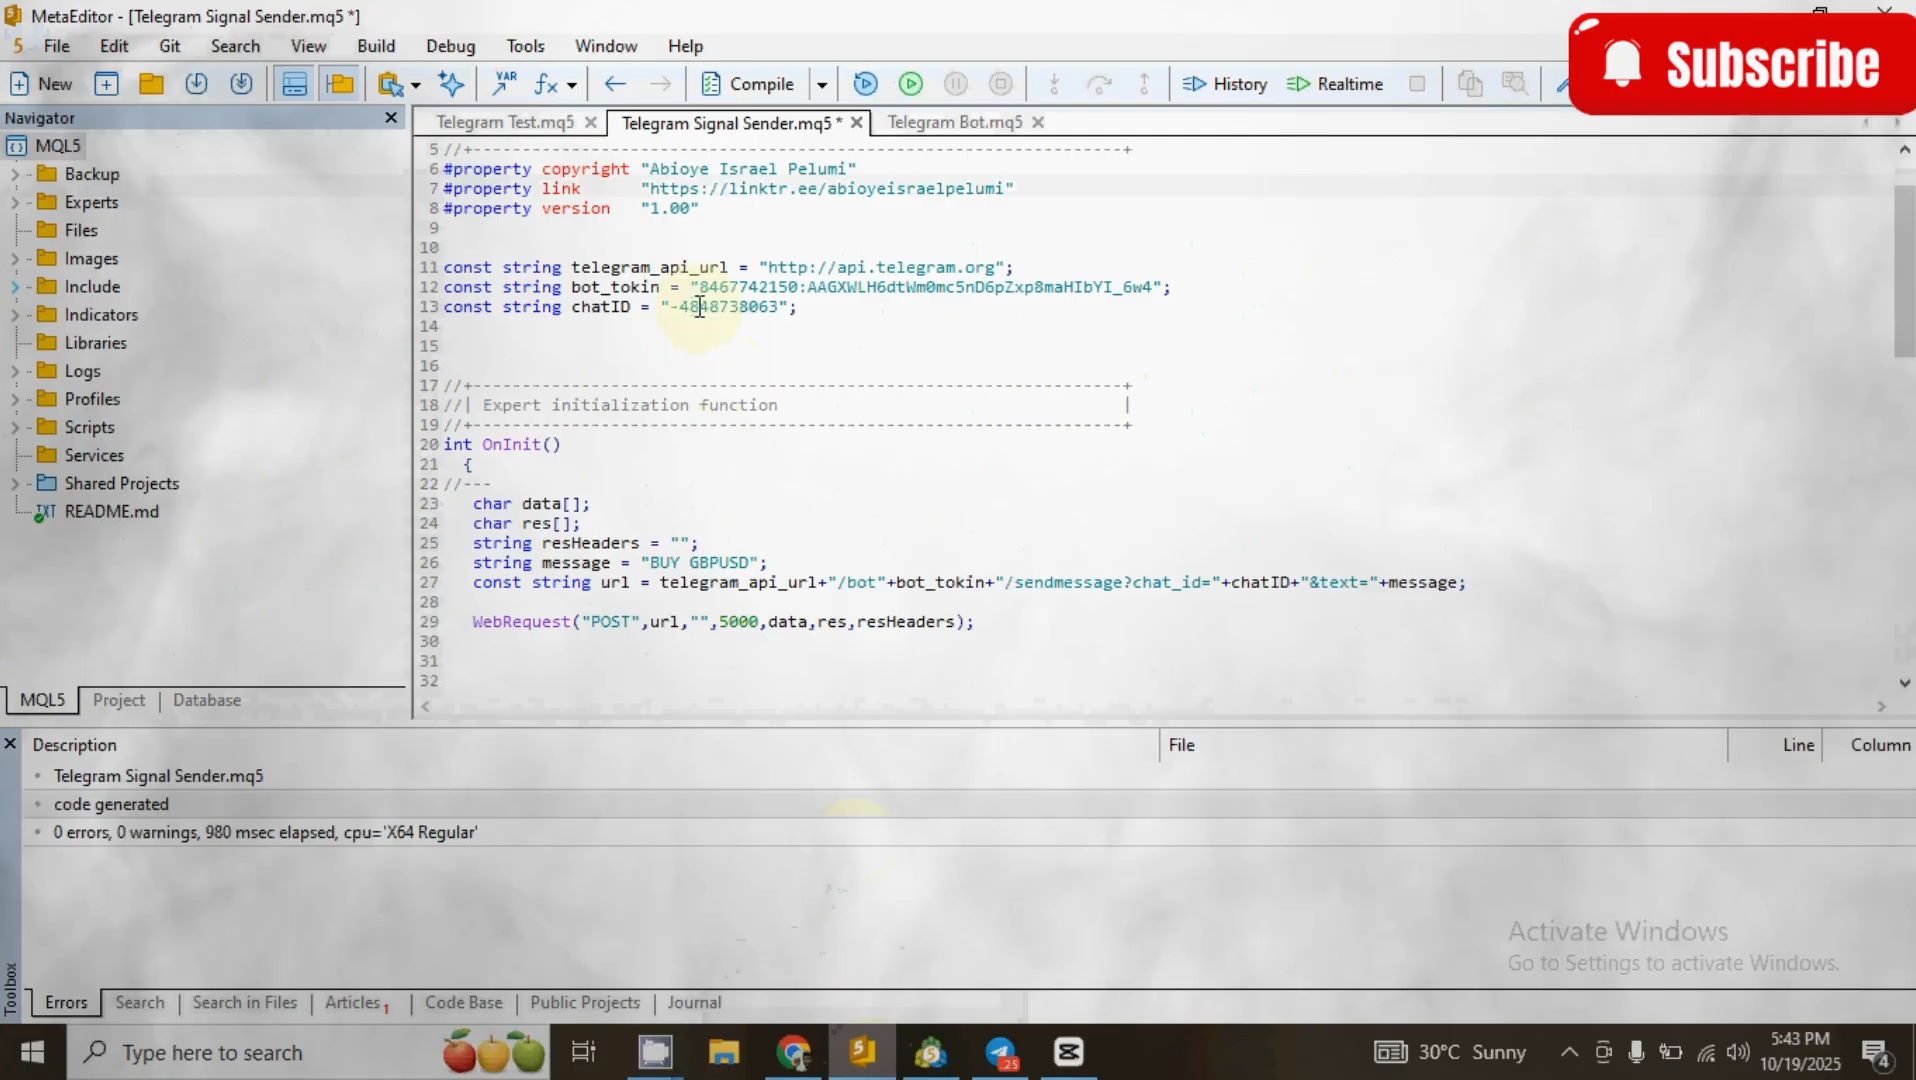 MetaEditor - [Telegram Signal Sender.mq5 *]
5 File Edit Git Search View Build Debug Tools Window Help
Subscribe
New VAR fx Compile History Realtime
Navigator
Telegram Test.mq5 Telegram Signal Sender.mq5 * Telegram Bot.mq5
MQL5
Backup
Experts
Files
Images
Include
Indicators
Libraries
Logs
Profiles
Scripts
Services
Shared Projects
TXT README.md
MQL5 Project Database
5 //+------------------------------------------------------------------+
6 #property copyright "Abioye Israel Pelumi"
7 #property link "https://linktr.ee/abioyeisraelpelumi"
8 #property version "1.00"
9
10
11 const string telegram_api_url = "http://api.telegram.org";
12 const string bot_tokin = "8467742150:AAGXWLH6dtWm0mc5nD6pZxp8maHIbYI_6w4";
13 const string chatID = "-4848738063";
14
15
16
17 //+------------------------------------------------------------------+
18 //| Expert initialization function |
19 //+------------------------------------------------------------------+
20 int OnInit()
21 {
22 //---
23 char data[];
24 char res[];
25 string resHeaders = "";
26 string message = "BUY GBPUSD";
27 const string url = telegram_api_url+"/bot"+bot_tokin+"/sendmessage?chat_id="+chatID+"&text="+message;
28
29 WebRequest("POST",url,"",5000,data,res,resHeaders);
30
31
32
Description File Line Column
Telegram Signal Sender.mq5
code generated
0 errors, 0 warnings, 980 msec elapsed, cpu='X64 Regular'
Activate Windows
Go to Settings to activate Windows.
Toolbox
Errors Search Search in Files Articles 1 Code Base Public Projects Journal
Type here to search
5
25
30°C Sunny
5:43 PM
10/19/2025
4